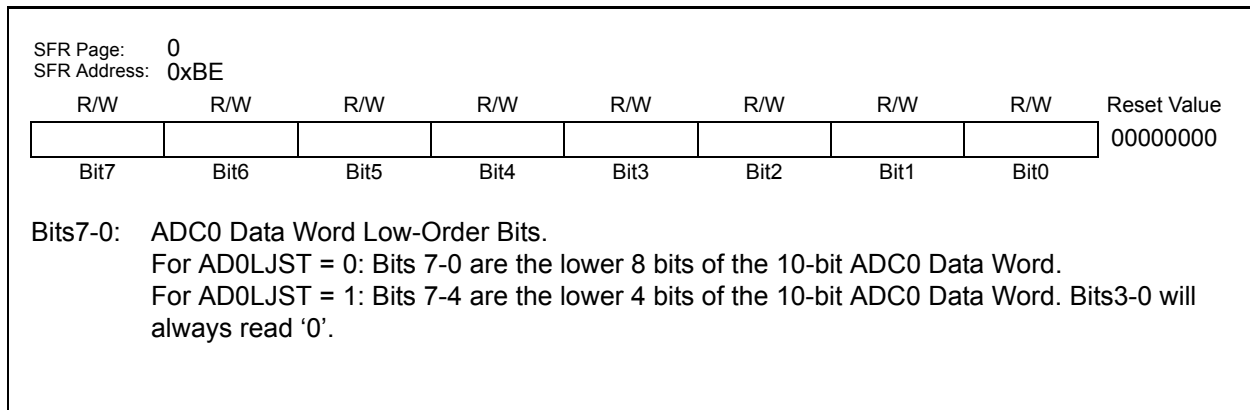 SFR Page: 0
SFR Address: 0xBE
R/W R/W R/W R/W R/W R/W R/W R/W Reset Value
00000000
Bit7 Bit6 Bit5 Bit4 Bit3 Bit2 Bit1 Bit0
Bits7-0: ADC0 Data Word Low-Order Bits.
For AD0LJST = 0: Bits 7-0 are the lower 8 bits of the 10-bit ADC0 Data Word.
For AD0LJST = 1: Bits 7-4 are the lower 4 bits of the 10-bit ADC0 Data Word. Bits3-0 will
always read ‘0’.